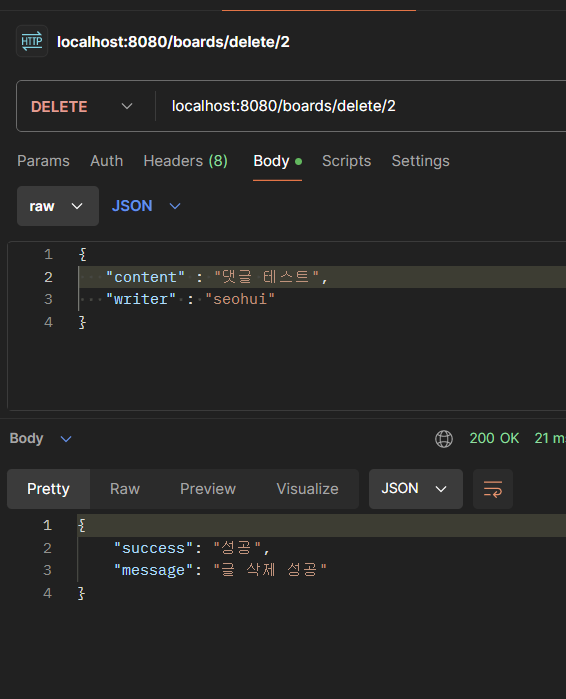 HTTP localhost:8080/boards/delete/2
DELETE localhost:8080/boards/delete/2
Params Auth Headers (8) Body Scripts Settings
raw JSON
1 {
2 "content" : "댓글 테스트",
3 "writer" : "seohui"
4 }
Body 200 OK 21 m
Pretty Raw Preview Visualize JSON
1 {
2 "success": "성공",
3 "message": "글 삭제 성공"
4 }